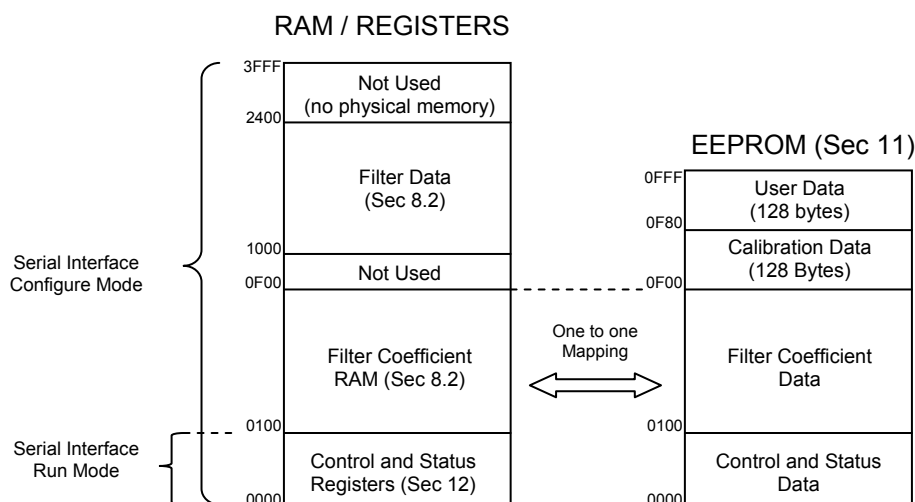 RAM / REGISTERS
3FFF
Not Used
(no physical memory)
2400
Filter Data
(Sec 8.2)
1000
Not Used
0F00
Filter Coefficient
RAM (Sec 8.2)
0100
Control and Status
Registers (Sec 12)
0000
Serial Interface
Configure Mode
Serial Interface
Run Mode
One to one
Mapping
EEPROM (Sec 11)
0FFF
User Data
(128 bytes)
0F80
Calibration Data
(128 Bytes)
0F00
Filter Coefficient
Data
0100
Control and Status
Data
0000